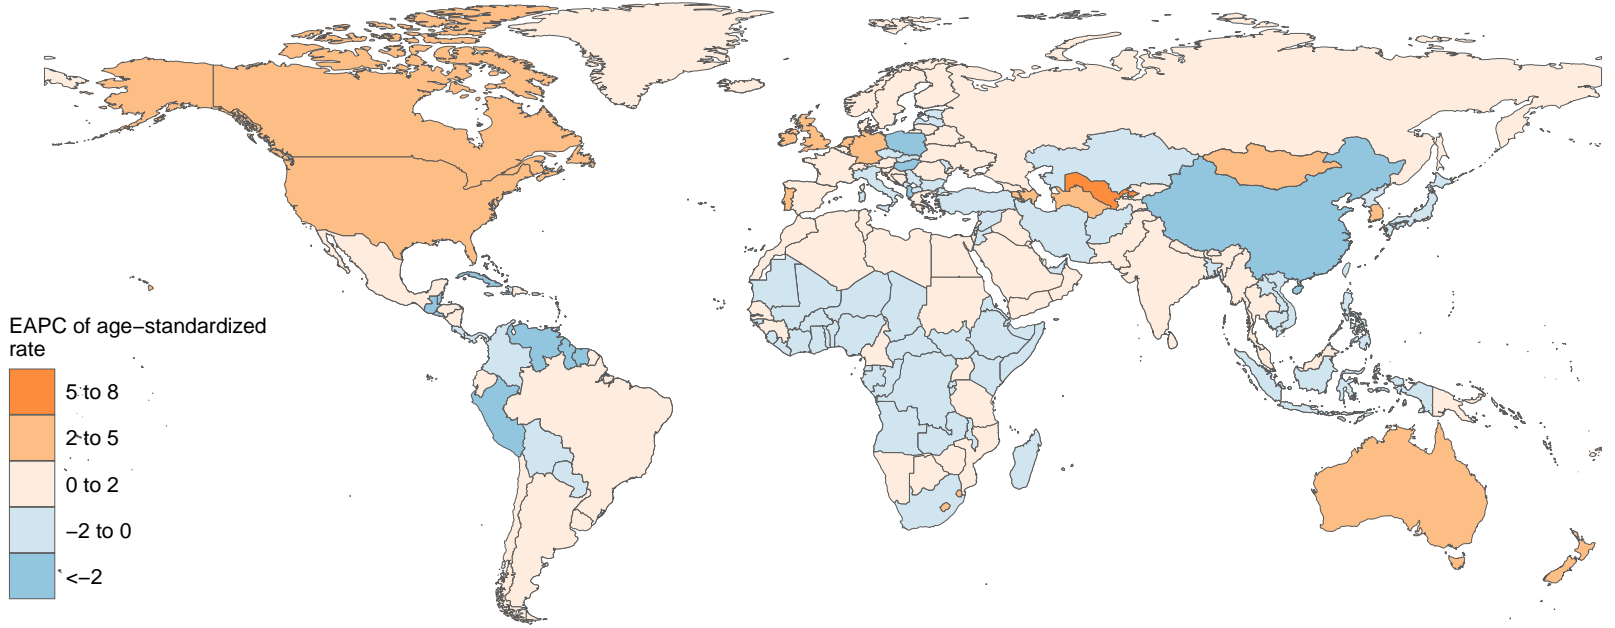 EAPC of age−standardized
rate
5 to 8
2 to 5
0 to 2
−2 to 0
<−2